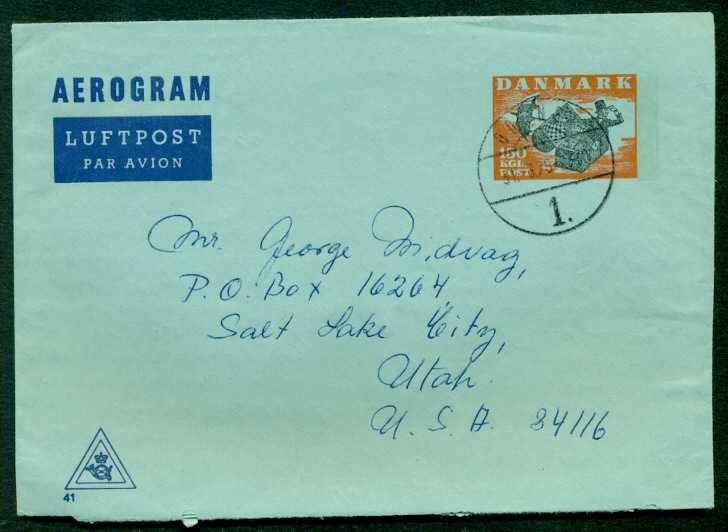 AEROGRAM
LUFTPOST
PAR AVION
DANMARK
150
KGL
POST
1.
Mr. George Midvag,
P.O. Box 16264
Salt Lake City,
Utah.
U.S.A. 84116
41